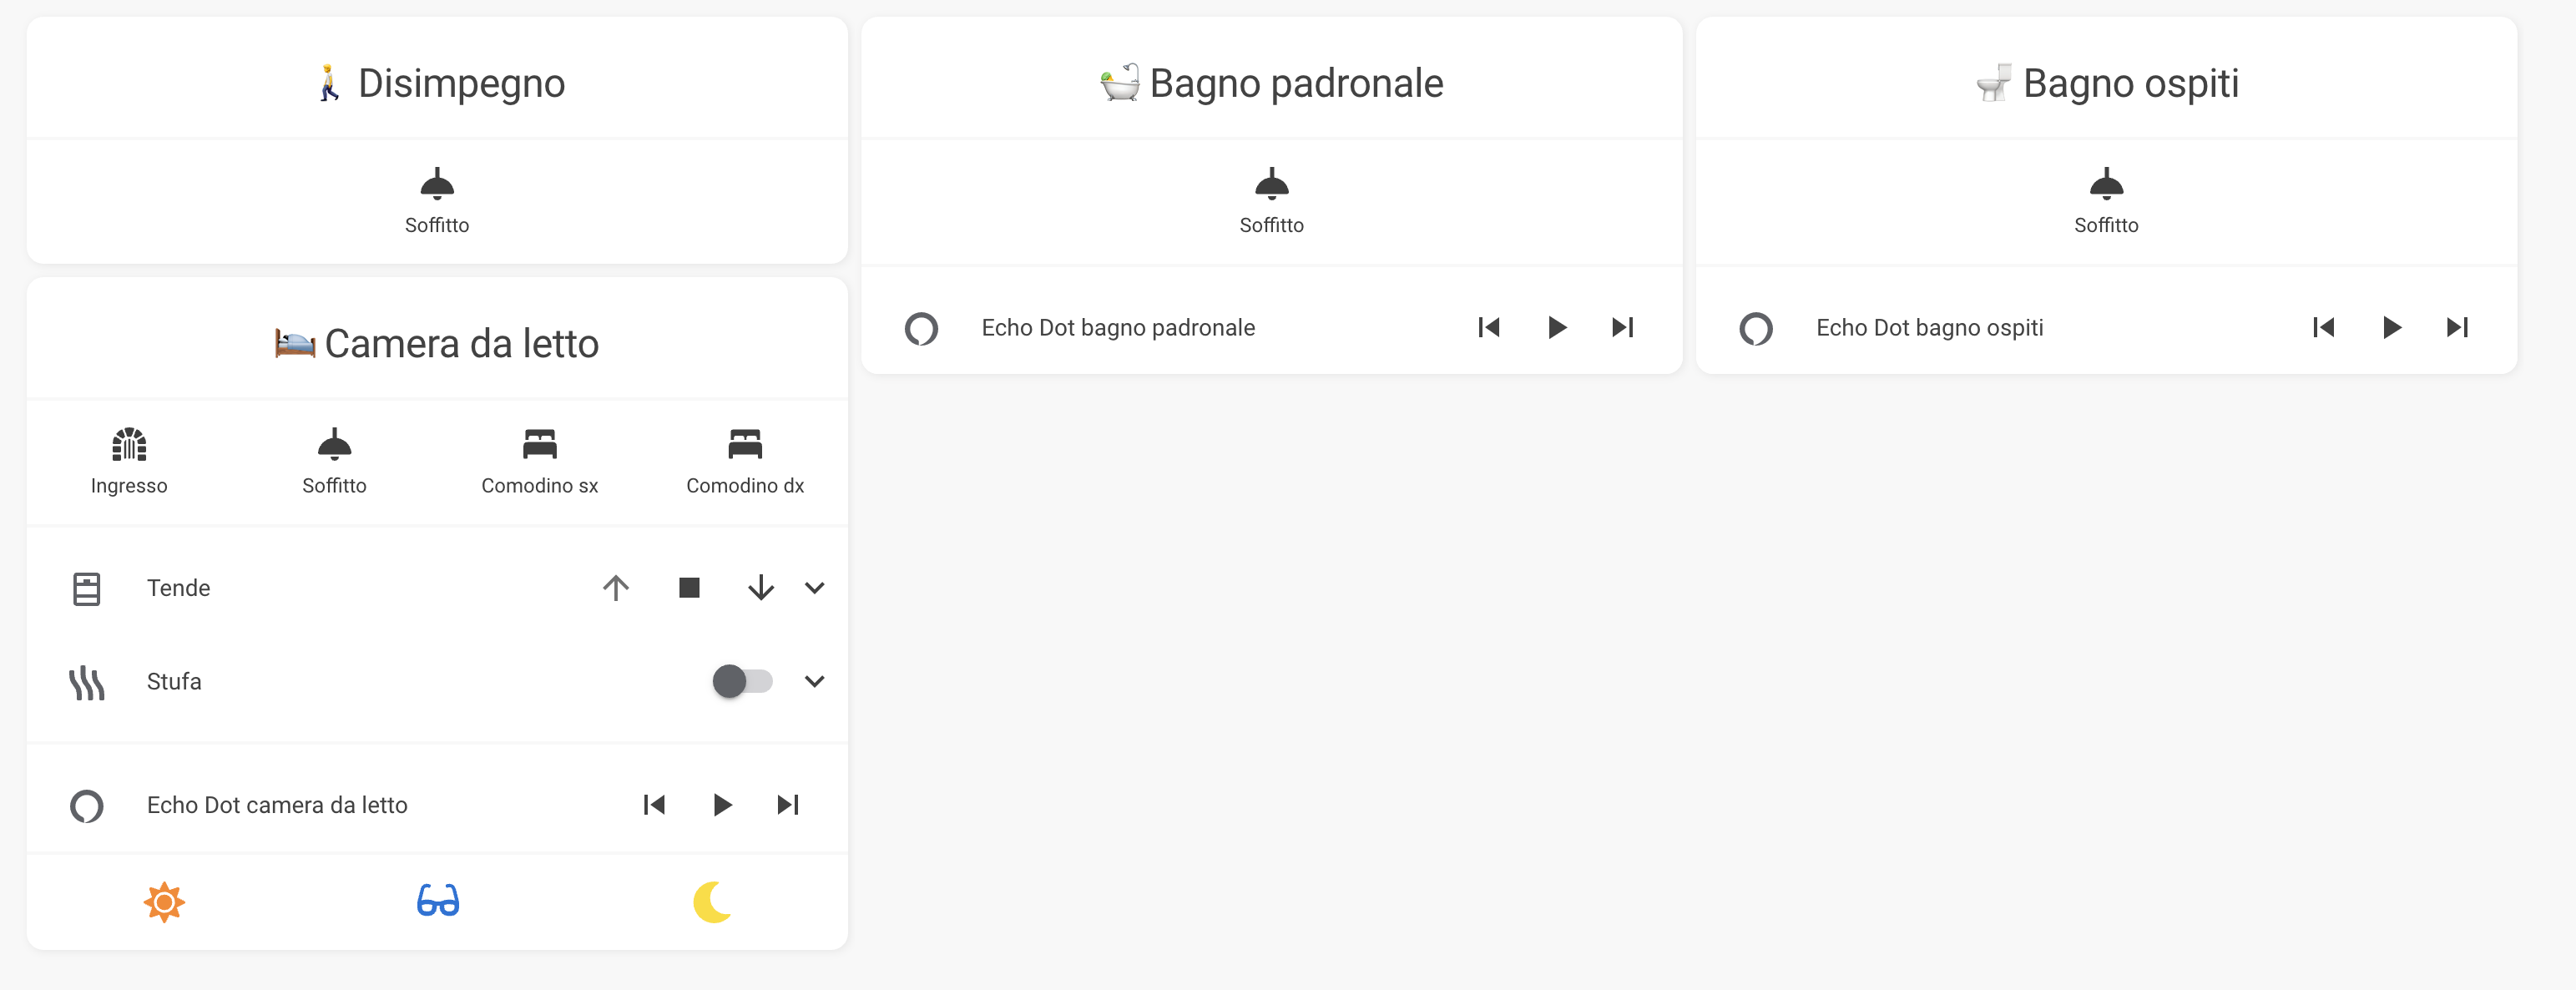 Disimpegno
Soffitto
Camera da letto
Ingresso
Soffitto
Comodino sx
Comodino dx
Tende
Stufa
Echo Dot camera da letto
Bagno padronale
Soffitto
Echo Dot bagno padronale
Bagno ospiti
Soffitto
Echo Dot bagno ospiti